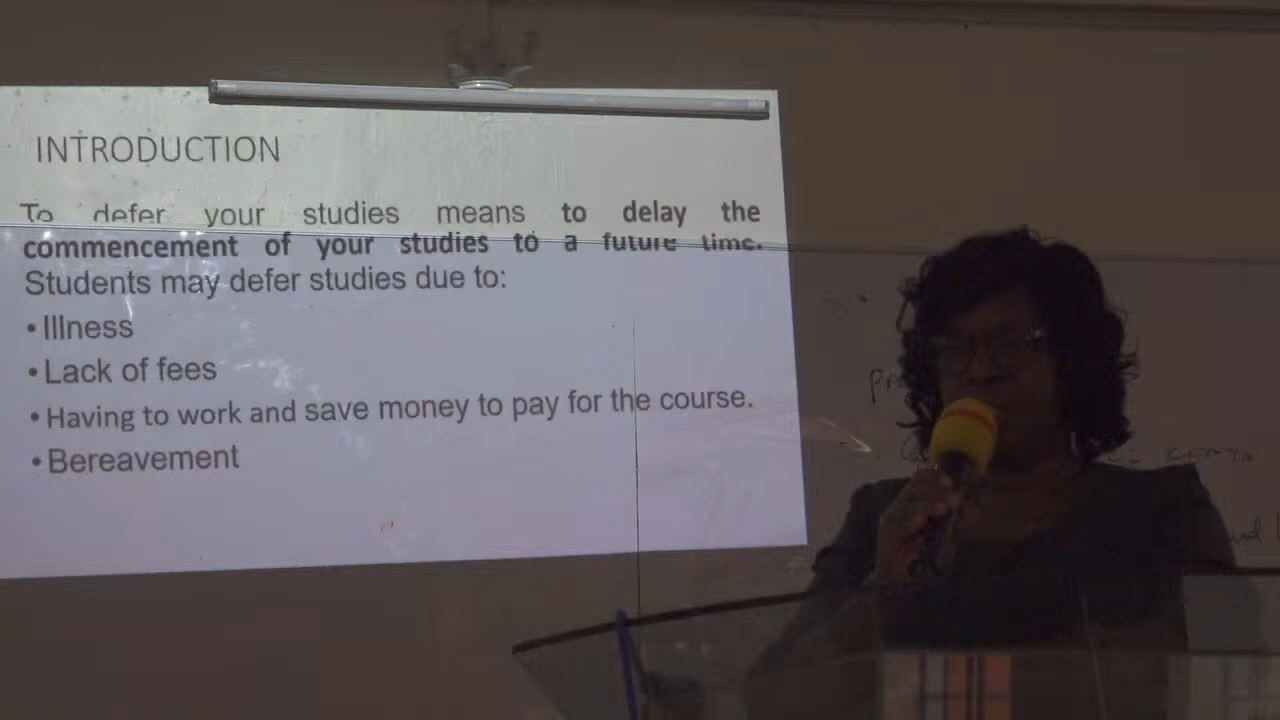 INTRODUCTION
To defer your studies means to delay the
commencement of your studies to a future time.
Students may defer studies due to:
• Illness
• Lack of fees
• Having to work and save money to pay for the course.
• Bereavement